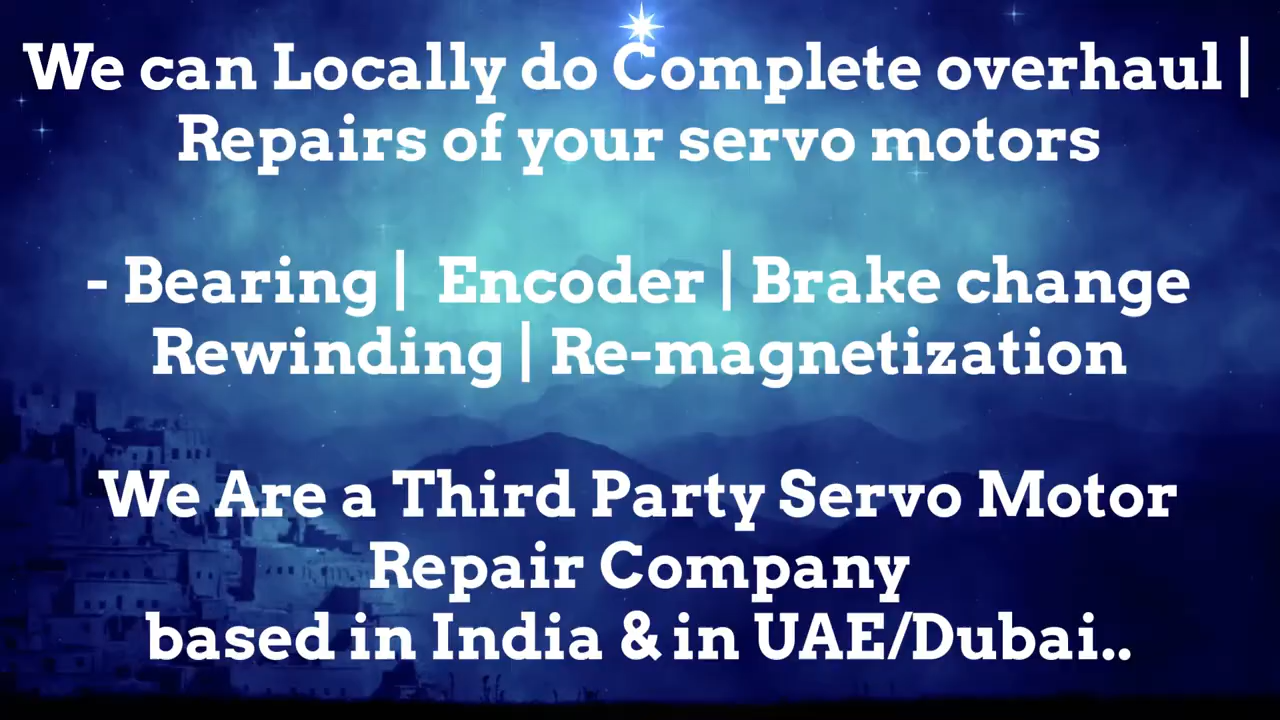 We can Locally do Complete overhaul |
Repairs of your servo motors
- Bearing | Encoder | Brake change
Rewinding | Re-magnetization
We Are a Third Party Servo Motor
Repair Company
based in India & in UAE/Dubai..